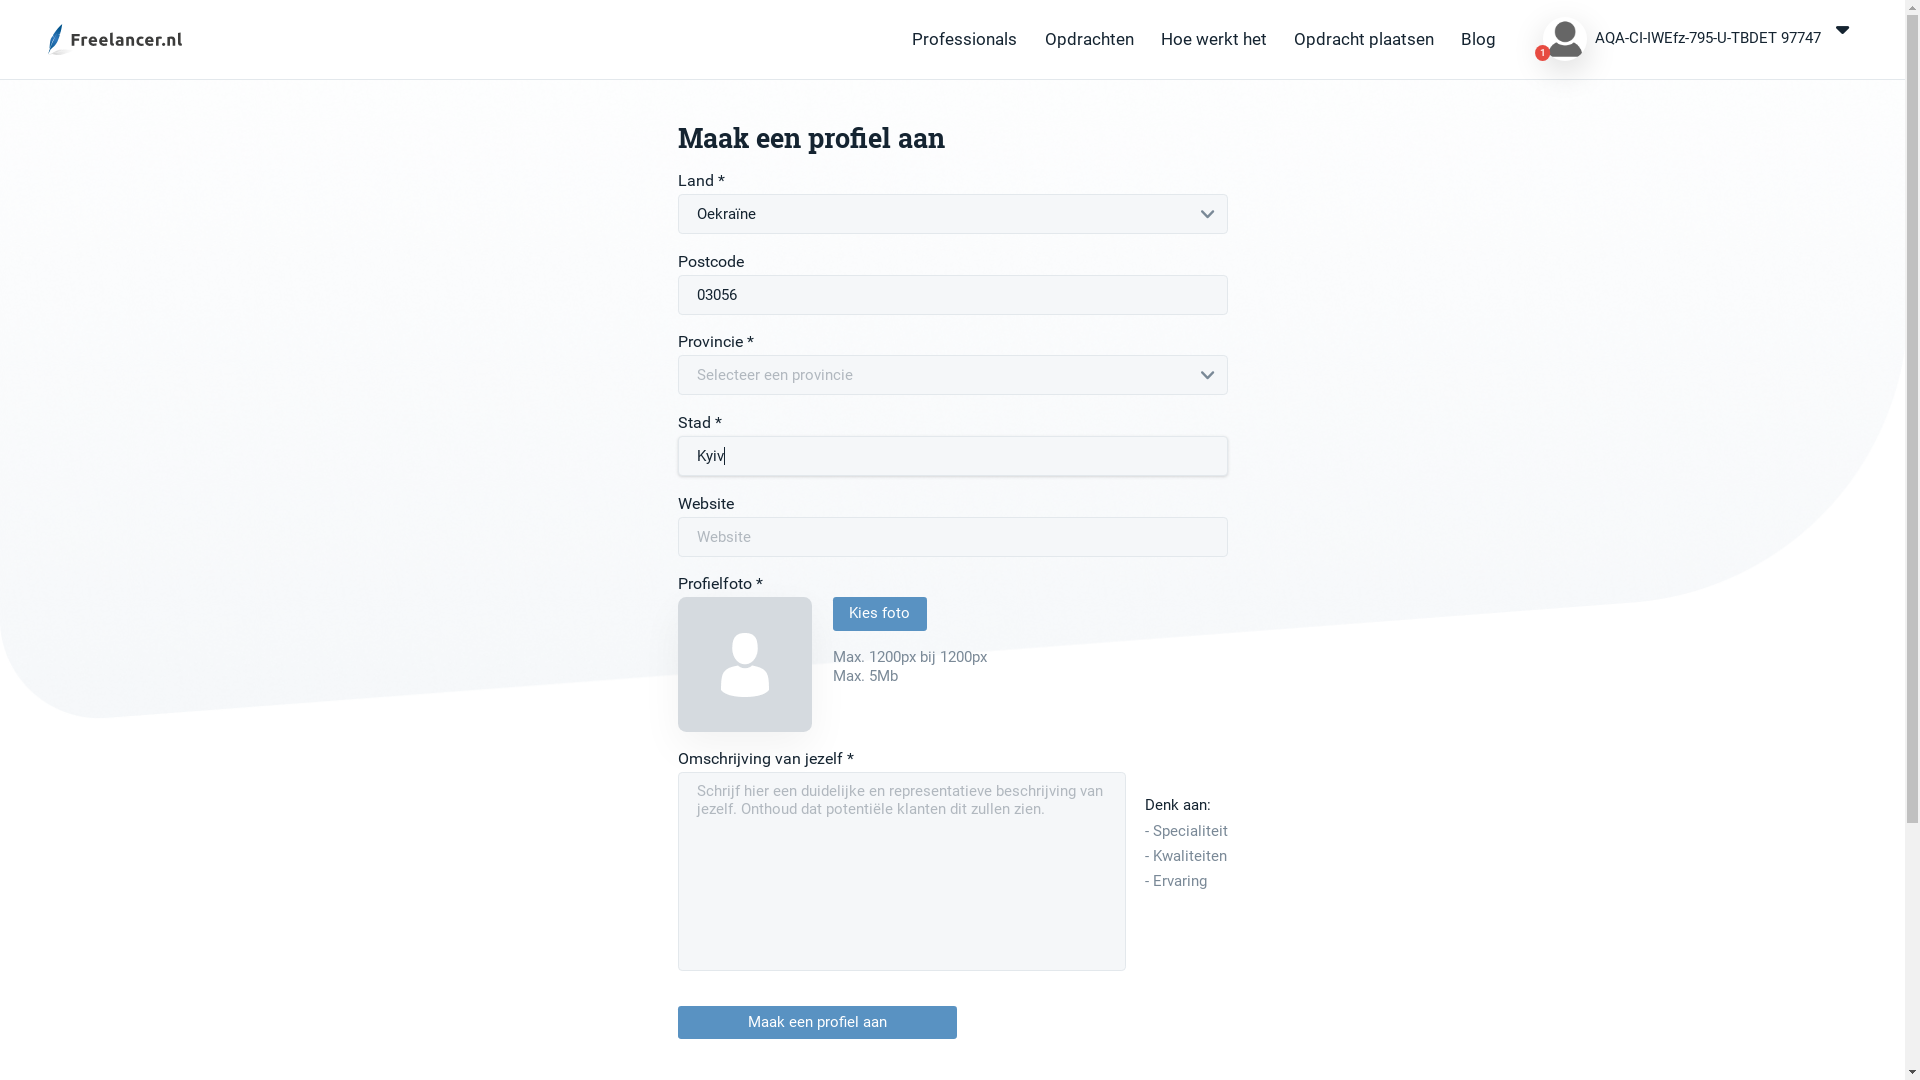 Freelancer.nl
Professionals
Opdrachten
Hoe werkt het
Opdracht plaatsen
Blog
1
AQA-CI-IWEfz-795-U-TBDET 97747
Maak een profiel aan
Land *
Oekraïne
Postcode
03056
Provincie *
Selecteer een provincie
Stad *
Kyiv
Website
Website
Profielfoto *
Kies foto
Max. 1200px bij 1200px
Max. 5Mb
Omschrijving van jezelf *
Schrijf hier een duidelijke en representatieve beschrijving van
jezelf. Onthoud dat potentiële klanten dit zullen zien.
Denk aan:
- Specialiteit
- Kwaliteiten
- Ervaring
Maak een profiel aan